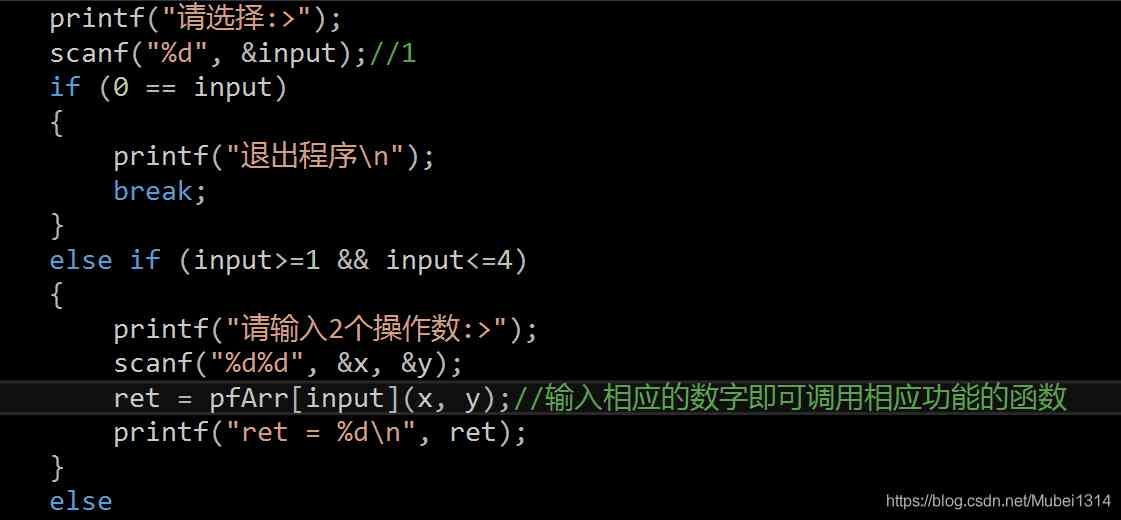 printf("请选择:>");
scanf("%d", &input);//1
if (0 == input)
{
printf("退出程序\n");
break;
}
else if (input>=1 && input<=4)
{
printf("请输入2个操作数:>");
scanf("%d%d", &x, &y);
ret = pfArr[input](x, y);//输入相应的数字即可调用相应功能的函数
printf("ret = %d\n", ret);
}
else
https://blog.csdn.net/Mubei1314